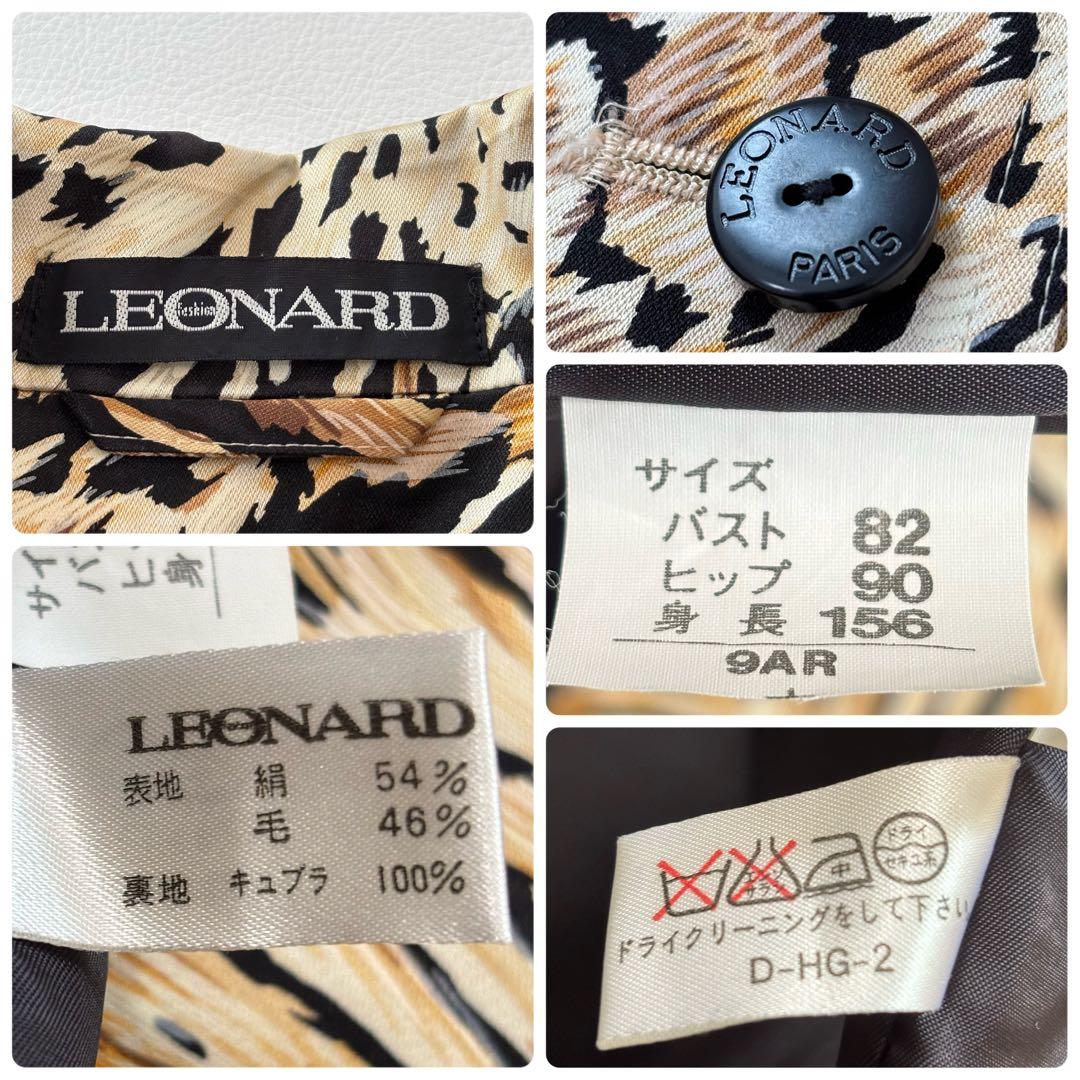 LEONARD
fashion
LEONARD
PARIS
サイズ
バスト 82
ヒップ 90
身長 156
9AR
LEONARD
表地 絹 54%
毛 46%
裏地 キュプラ 100%
中
ドライ
セキユ系
ドライクリーニングをして下さい
D-HG-2